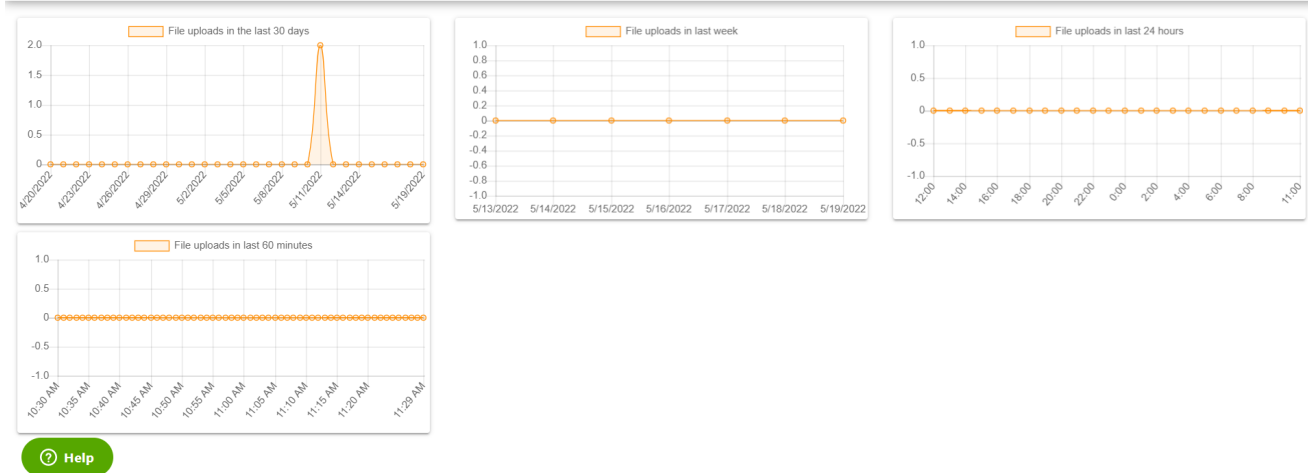 File uploads in the last 30 days
2.0
1.5
1.0
0.5
0
4/20/2022 4/23/2022 4/26/2022 4/29/2022 5/2/2022 5/5/2022 5/8/2022 5/11/2022 5/14/2022 5/19/2022
File uploads in last week
1.0
0.8
0.6
0.4
0.2
0
-0.2
-0.4
-0.6
-0.8
-1.0
5/13/2022 5/14/2022 5/15/2022 5/16/2022 5/17/2022 5/18/2022 5/19/2022
File uploads in last 24 hours
1.0
0.5
0
-0.5
-1.0
12:00 14:00 16:00 18:00 20:00 22:00 0:00 2:00 4:00 6:00 8:00 11:00
File uploads in last 60 minutes
1.0
0.5
0
-0.5
-1.0
10:30 AM 10:35 AM 10:40 AM 10:45 AM 10:50 AM 10:55 AM 11:00 AM 11:05 AM 11:10 AM 11:15 AM 11:20 AM 11:29 AM
? Help